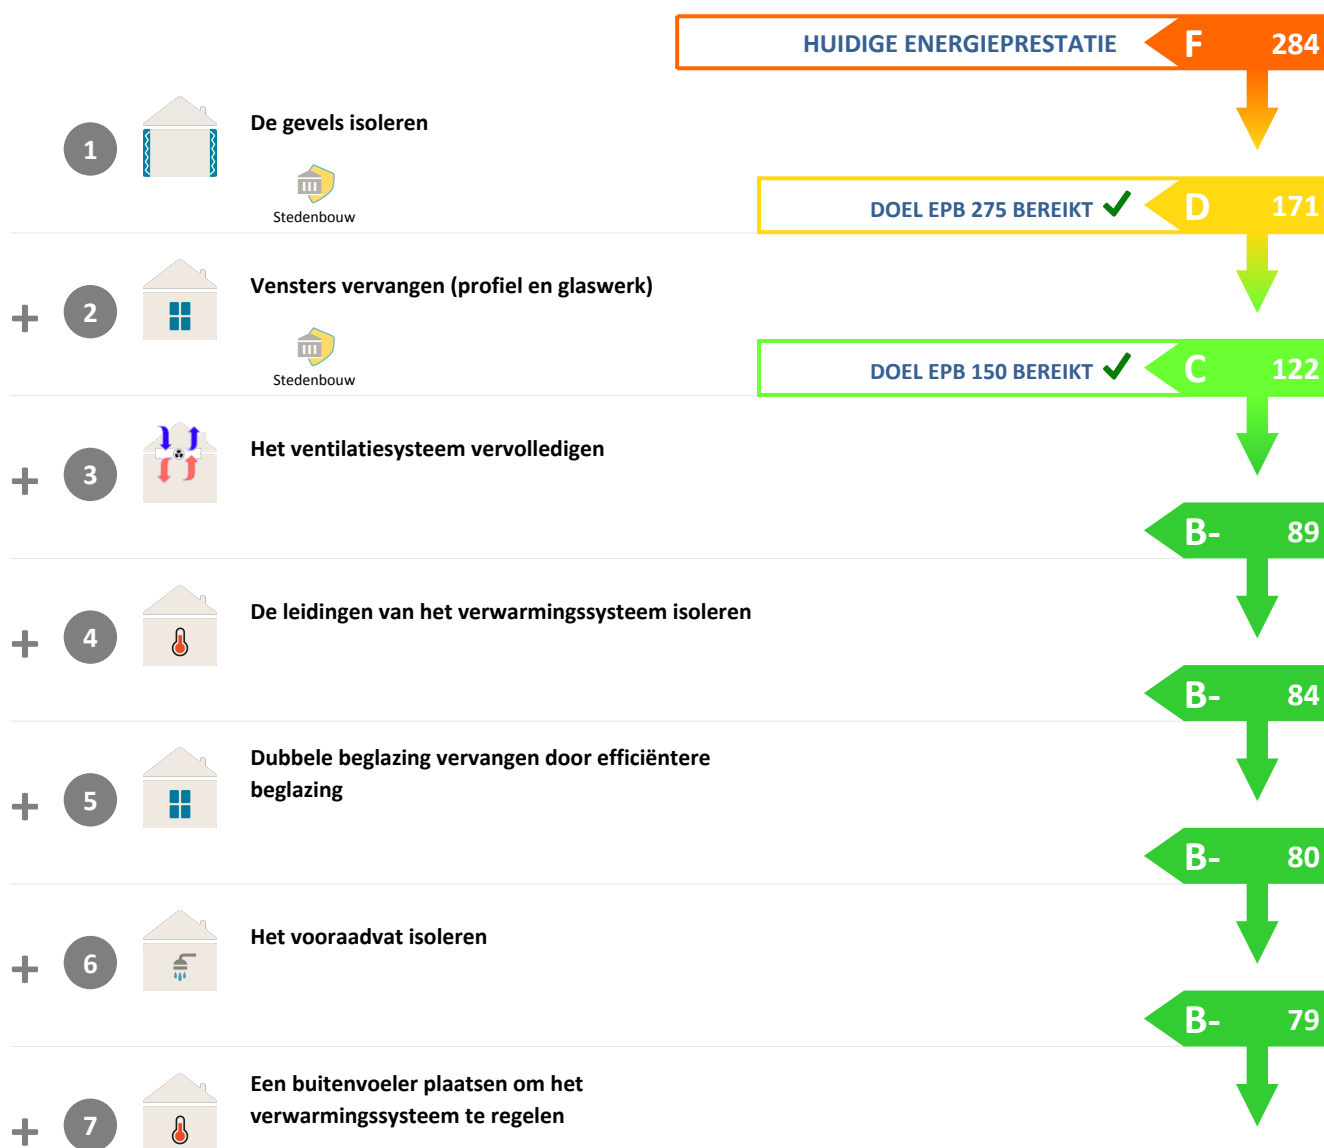 HUIDIGE ENERGIEPRESTATIE F 284
1 De gevels isoleren
Stedenbouw
DOEL EPB 275 BEREIKT D 171
+ 2 Vensters vervangen (profiel en glaswerk)
Stedenbouw
DOEL EPB 150 BEREIKT C 122
+ 3 Het ventilatiesysteem vervolledigen
B- 89
+ 4 De leidingen van het verwarmingssysteem isoleren
B- 84
+ 5 Dubbele beglazing vervangen door efficiëntere
beglazing
B- 80
+ 6 Het vooraadvat isoleren
B- 79
+ 7 Een buitenvoeler plaatsen om het
verwarmingssysteem te regelen